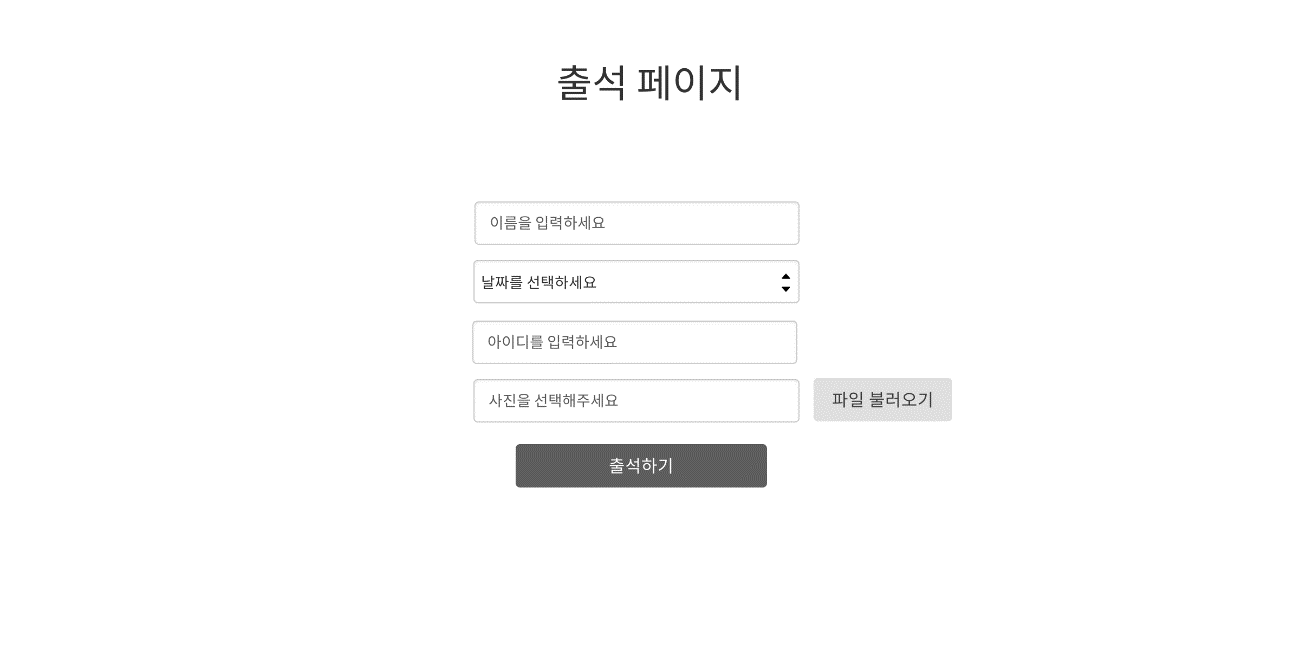 출석 페이지
이름을 입력하세요
날짜를 선택하세요
아이디를 입력하세요
사진을 선택해주세요
파일 불러오기
출석하기